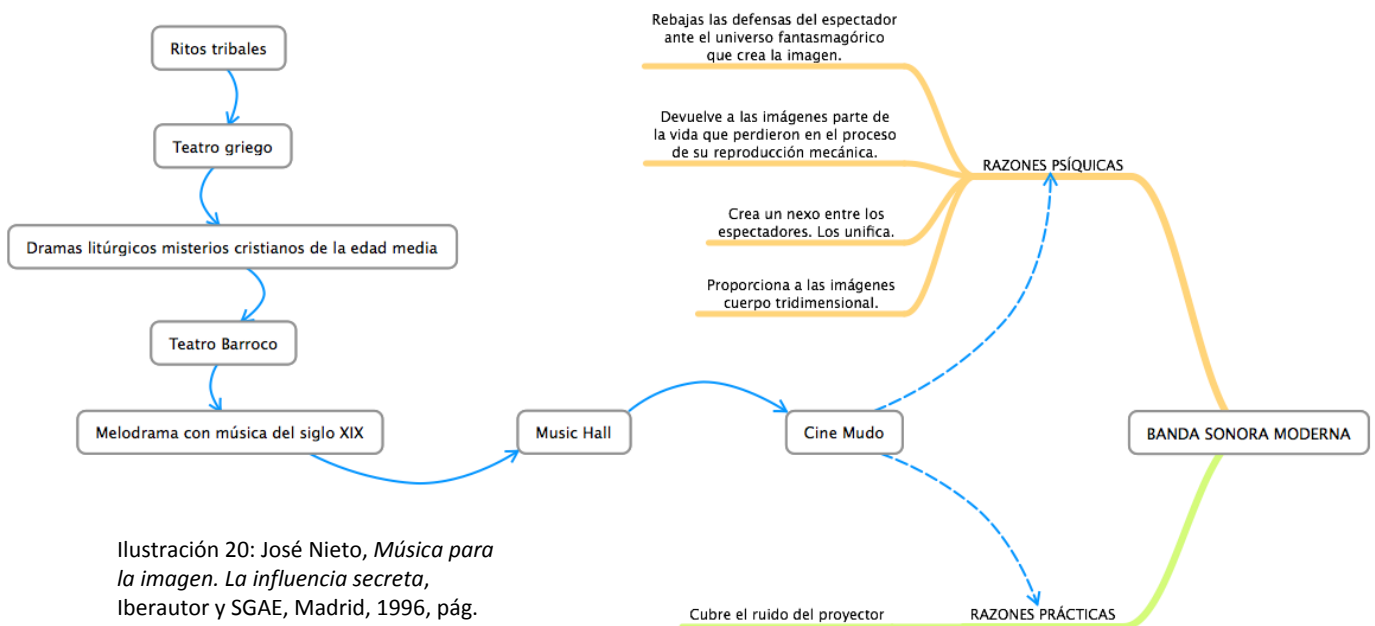 Ritos tribales
Teatro griego
Dramas litúrgicos misterios cristianos de la edad media
Teatro Barroco
Melodrama con música del siglo XIX
Music Hall
Cine Mudo
Rebajas las defensas del espectador
ante el universo fantasmagórico
que crea la imagen.
Devuelve a las imágenes parte de
la vida que perdieron en el proceso
de su reproducción mecánica.
Crea un nexo entre los
espectadores. Los unifica.
Proporciona a las imágenes
cuerpo tridimensional.
RAZONES PSÍQUICAS
BANDA SONORA MODERNA
Cubre el ruido del proyector
RAZONES PRÁCTICAS
Ilustración 20: José Nieto, Música para
la imagen. La influencia secreta,
Iberautor y SGAE, Madrid, 1996, pág.